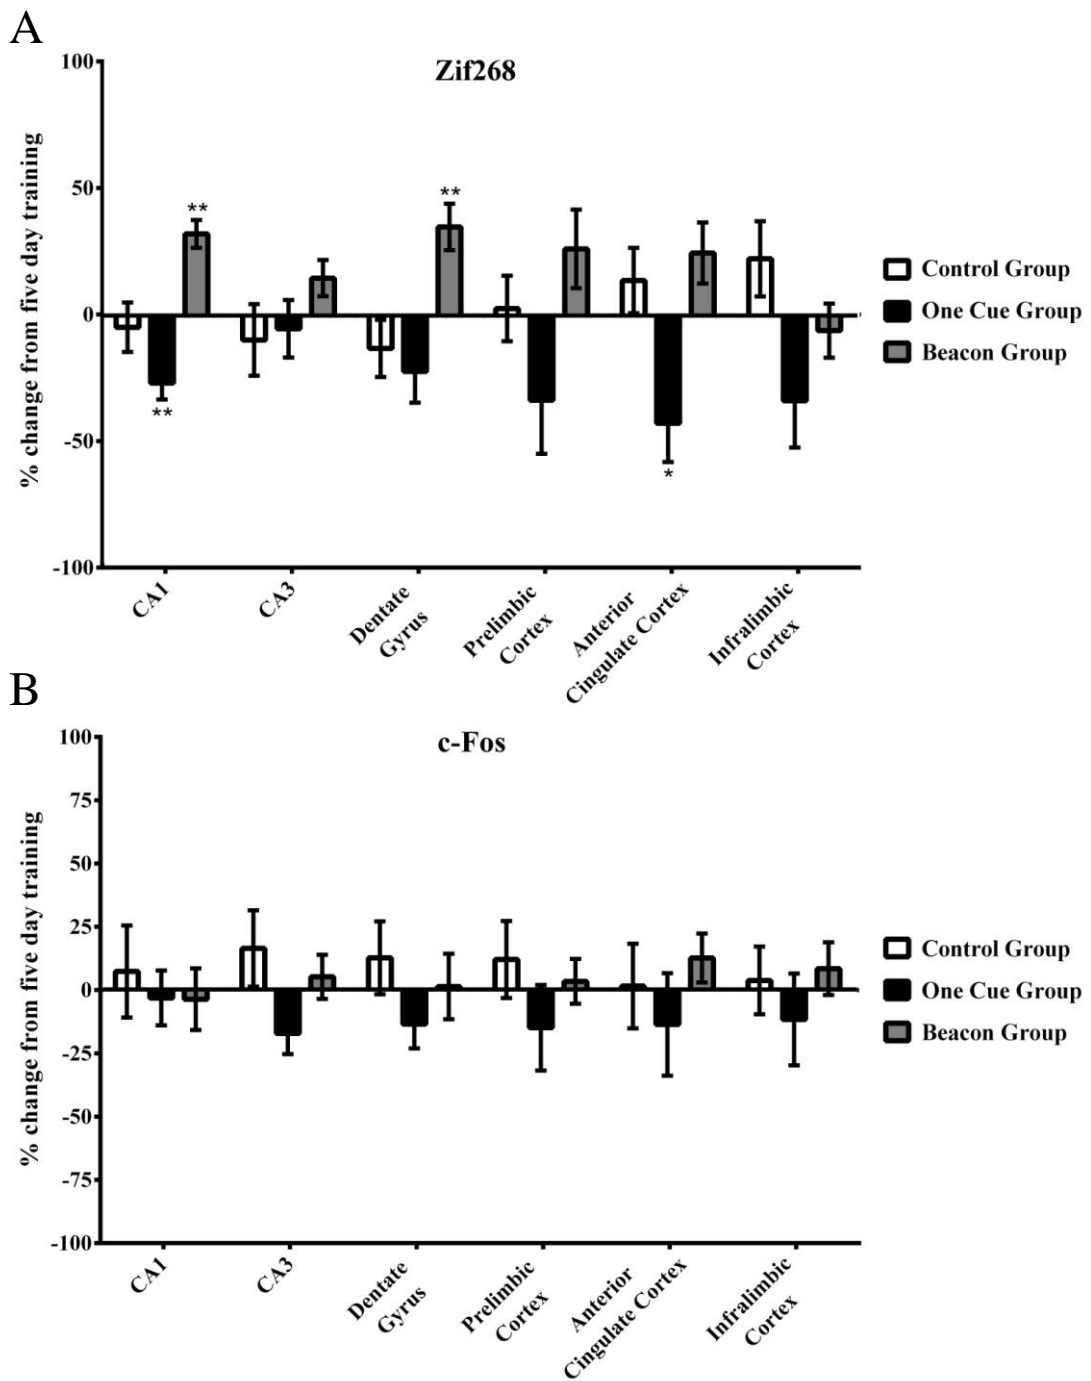 A
Zif268
% change from five day training
100
50
0
-50
-100
**
**
**
*
CA1
CA3
Dentate
Gyrus
Prelimbic
Cortex
Anterior
Cingulate Cortex
Infralimbic
Cortex
Control Group
One Cue Group
Beacon Group
B
c-Fos
% change from five day training
100
75
50
25
0
-25
-50
-75
-100
CA1
CA3
Dentate
Gyrus
Prelimbic
Cortex
Anterior
Cingulate Cortex
Infralimbic
Cortex
Control Group
One Cue Group
Beacon Group